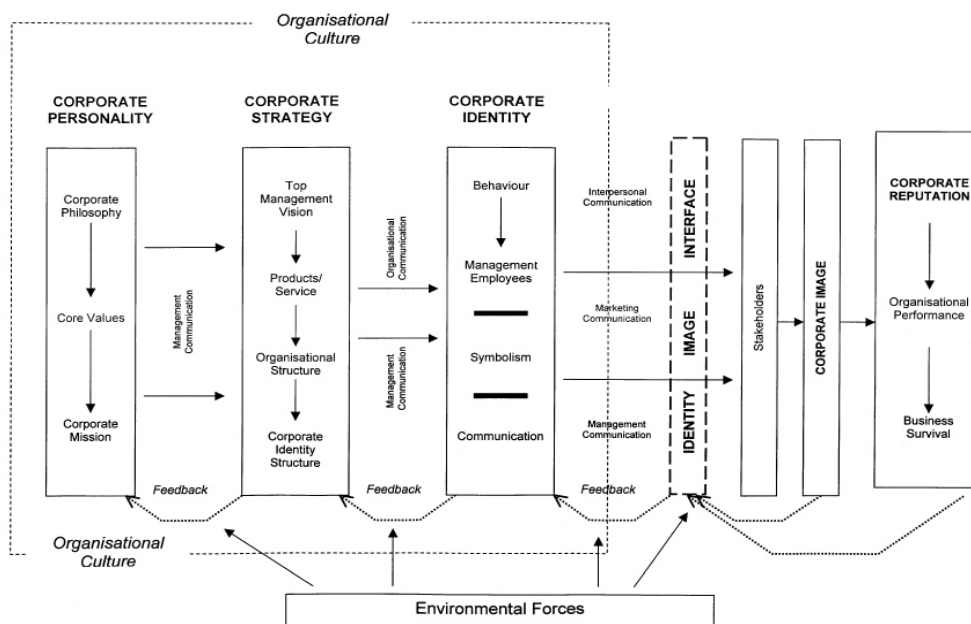 Organisational
Culture
CORPORATE
PERSONALITY
CORPORATE
STRATEGY
CORPORATE
IDENTITY
Corporate
Philosophy
Core Values
Corporate
Mission
Management
Communication
Top
Management
Vision
Products/
Service
Organisational
Structure
Corporate
Identity
Structure
Organisational
Communication
Management
Communication
Behaviour
Management
Employees
Symbolism
Communication
Interpersonal
Communication
Marketing
Communication
Management
Communication
IDENTITY IMAGE INTERFACE
Stakeholders
CORPORATE IMAGE
CORPORATE
REPUTATION
Organisational
Performance
Business
Survival
Feedback
Feedback
Feedback
Organisational
Culture
Environmental Forces